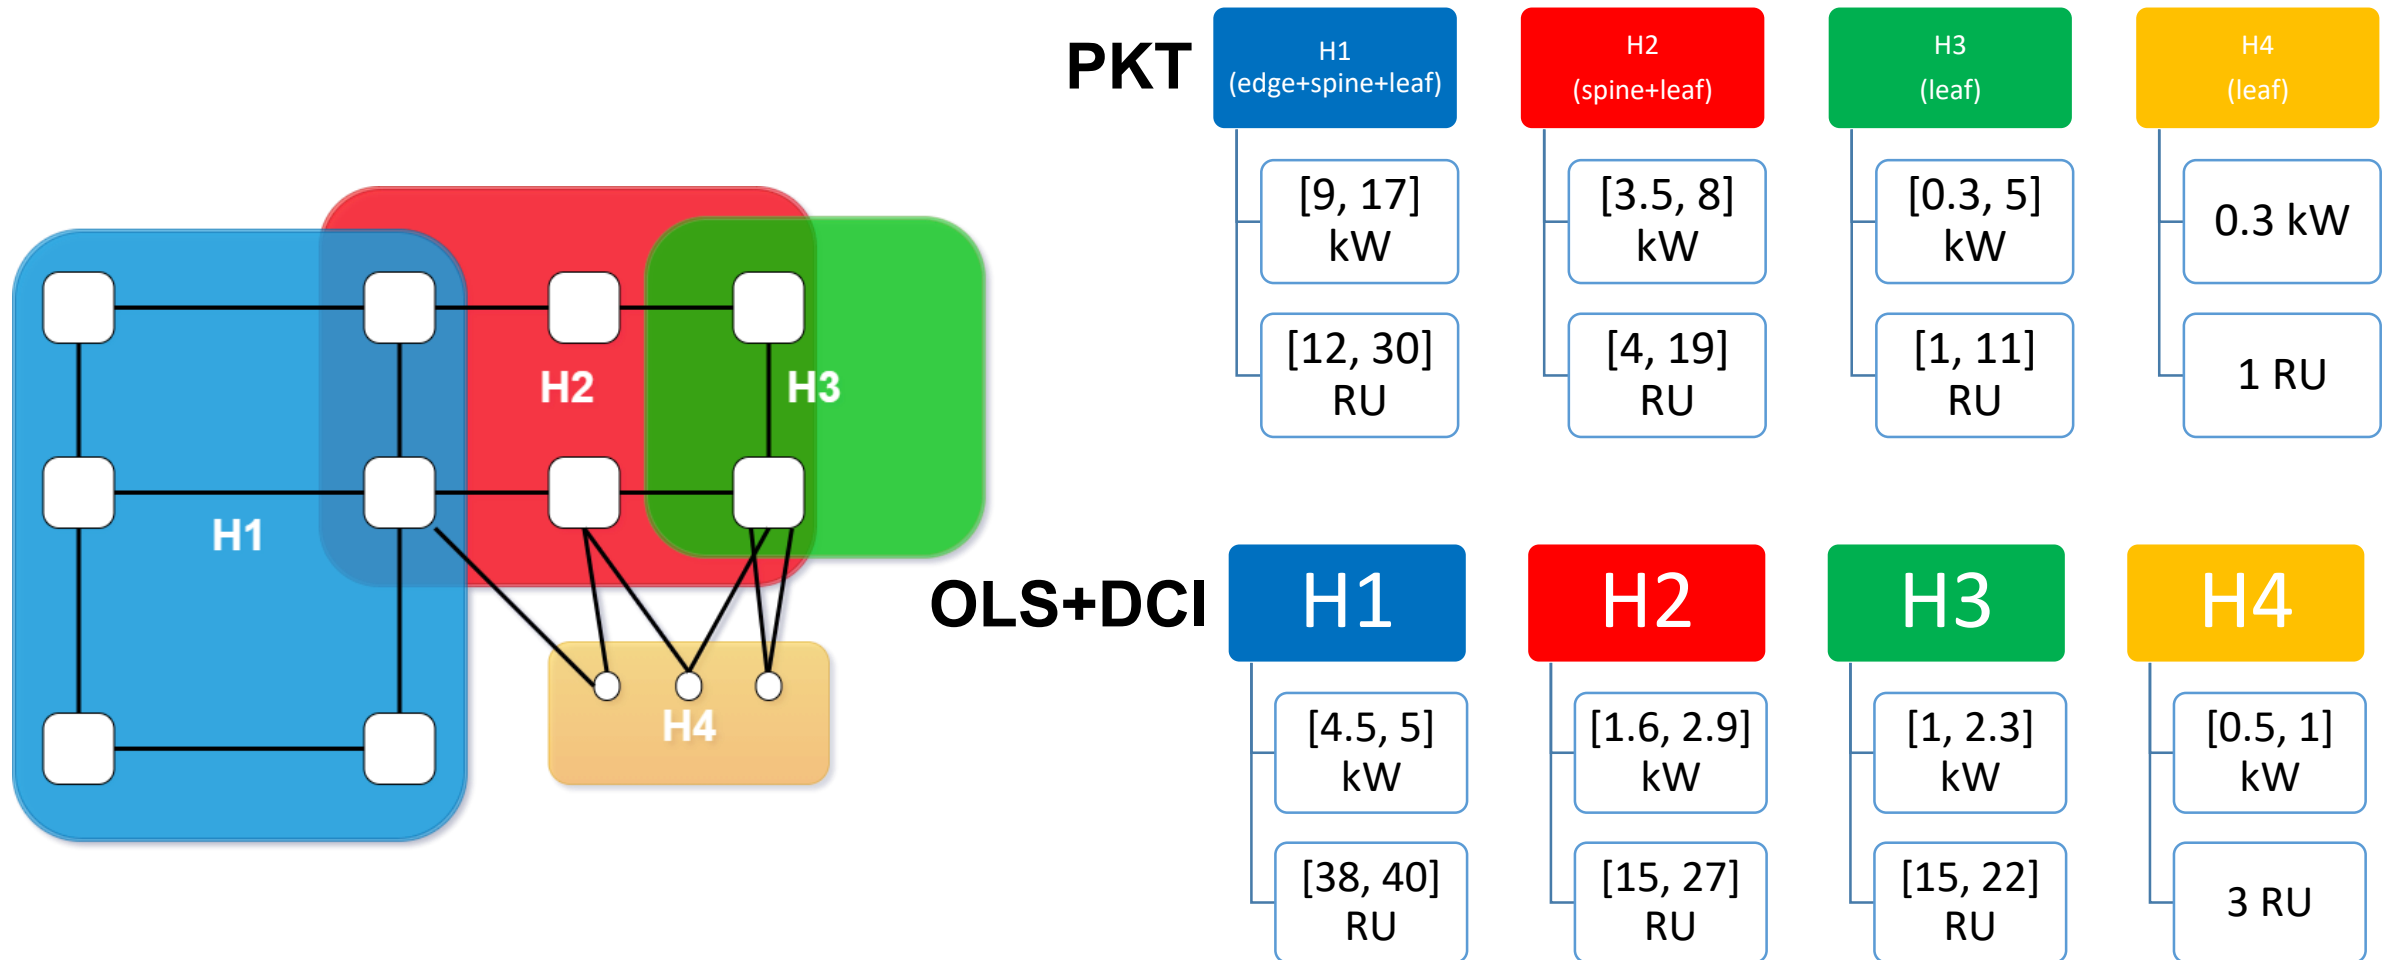 PKT
H1
(edge+spine+leaf)
[9, 17]
kW
[12, 30]
RU
H2
(spine+leaf)
[3.5, 8]
kW
[4, 19]
RU
H3
(leaf)
[0.3, 5]
kW
[1, 11]
RU
H4
(leaf)
0.3 kW
1 RU
H1
H2
H3
H4
OLS+DCI
H1
[4.5, 5]
kW
[38, 40]
RU
H2
[1.6, 2.9]
kW
[15, 27]
RU
H3
[1, 2.3]
kW
[15, 22]
RU
H4
[0.5, 1]
kW
3 RU